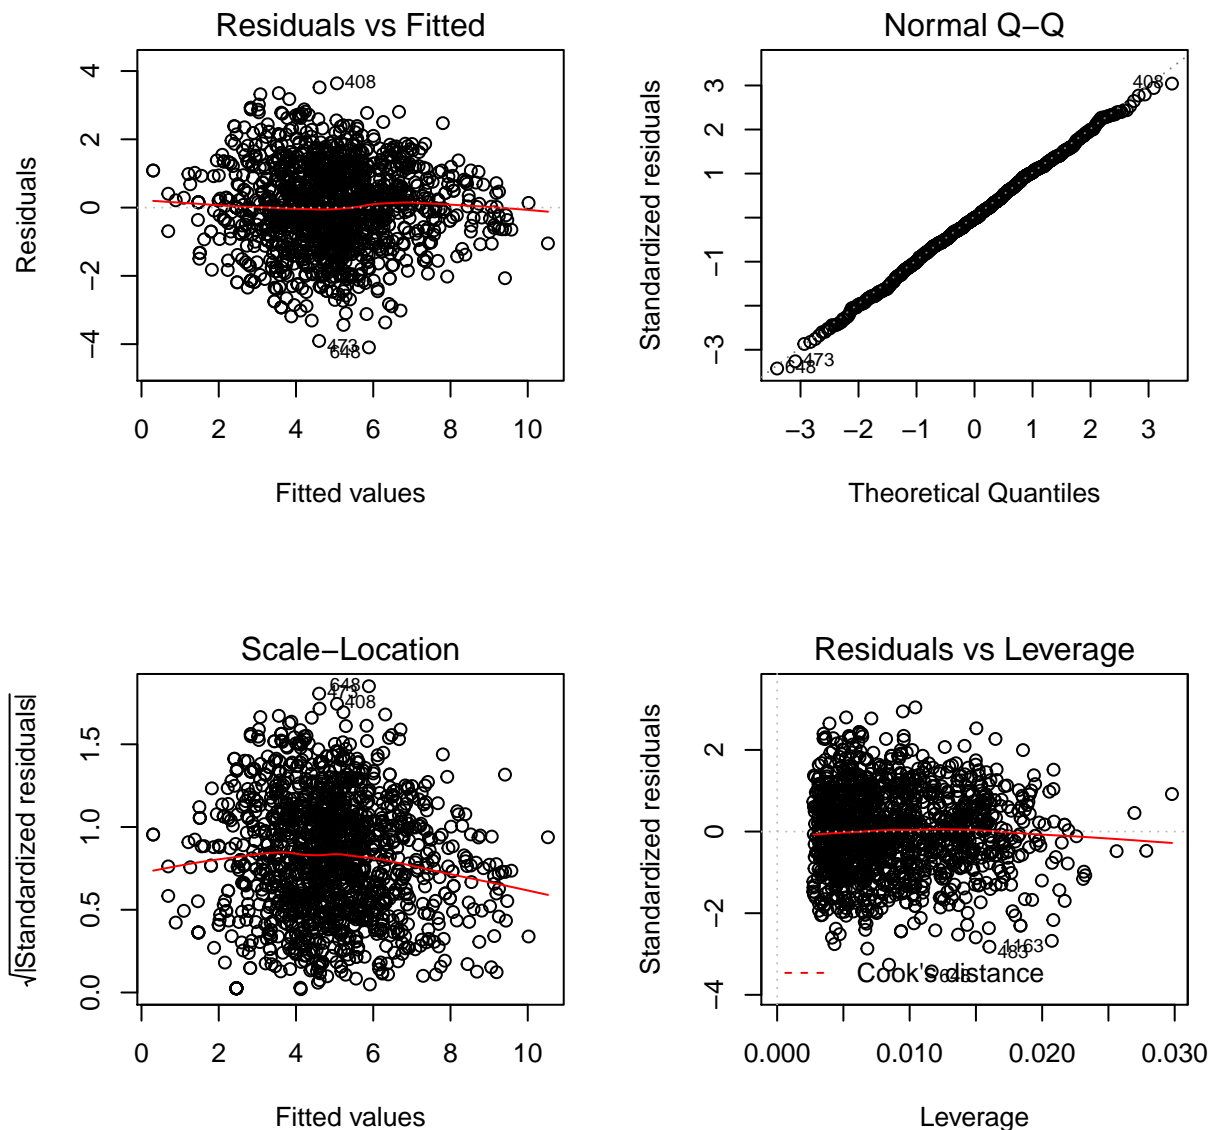 Residuals vs Fitted
Residuals
4
2
0
−2
−4
408
473
648
0 2 4 6 8 10
Fitted values
Normal Q−Q
Standardized residuals
3
2
1
−1
−3
408
473
648
−3 −2 −1 0 1 2 3
Theoretical Quantiles
Scale−Location
√|Standardized residuals|
1.5
1.0
0.5
0.0
648
473
408
0 2 4 6 8 10
Fitted values
Residuals vs Leverage
Standardized residuals
2
0
−2
−4
1163
483
648
Cook's distance
0.000 0.010 0.020 0.030
Leverage